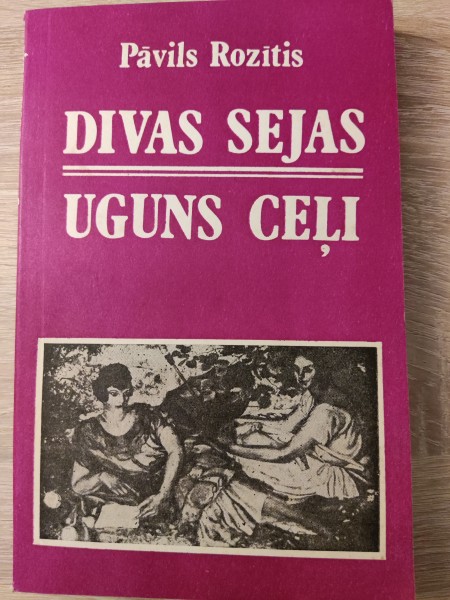 Pāvils Rozītis
DIVAS SEJAS
UGUNS CEĻI